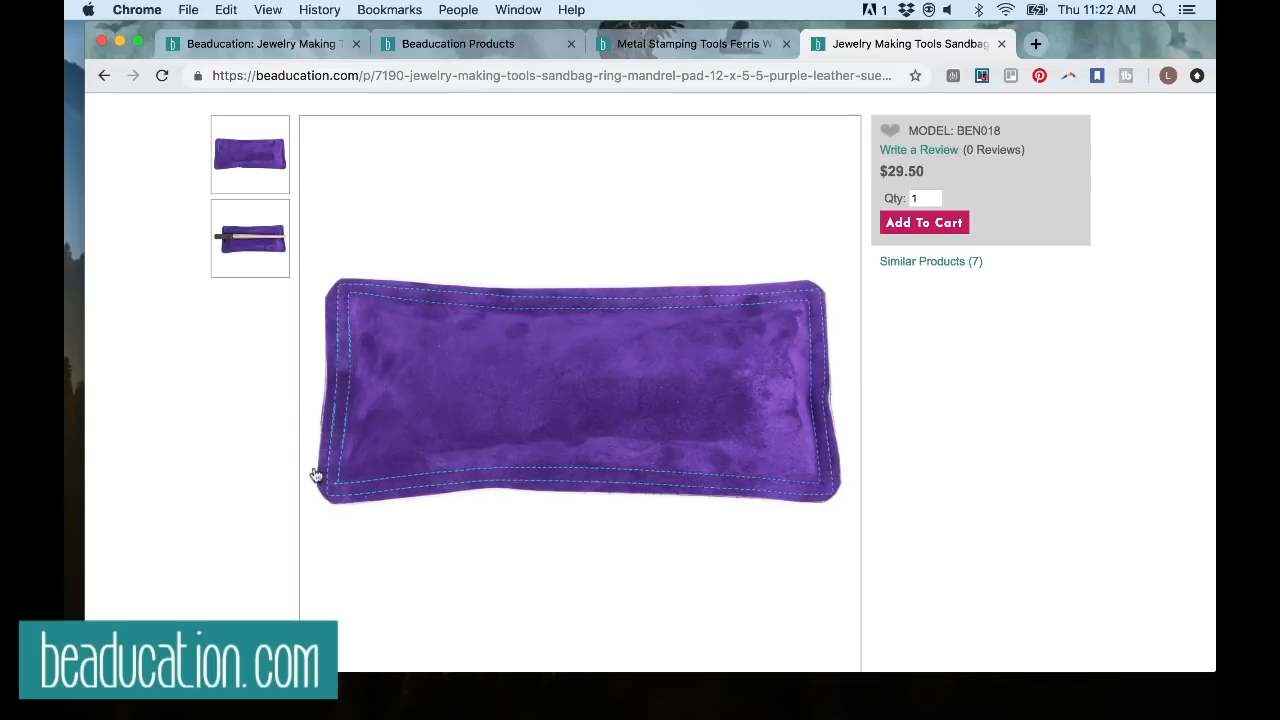 Chrome File Edit View History Bookmarks People Window Help 1 Thu 11:22 AM
Beaducation: Jewelry Making T
Beaducation Products
Metal Stamping Tools Ferris W
Jewelry Making Tools Sandbag
https://beaducation.com/p/7190-jewelry-making-tools-sandbag-ring-mandrel-pad-12-x-5-5-purple-leather-sue...
L
MODEL: BEN018
Write a Review (0 Reviews)
$29.50
Qty: 1
Add To Cart
Similar Products (7)
beaducation.com